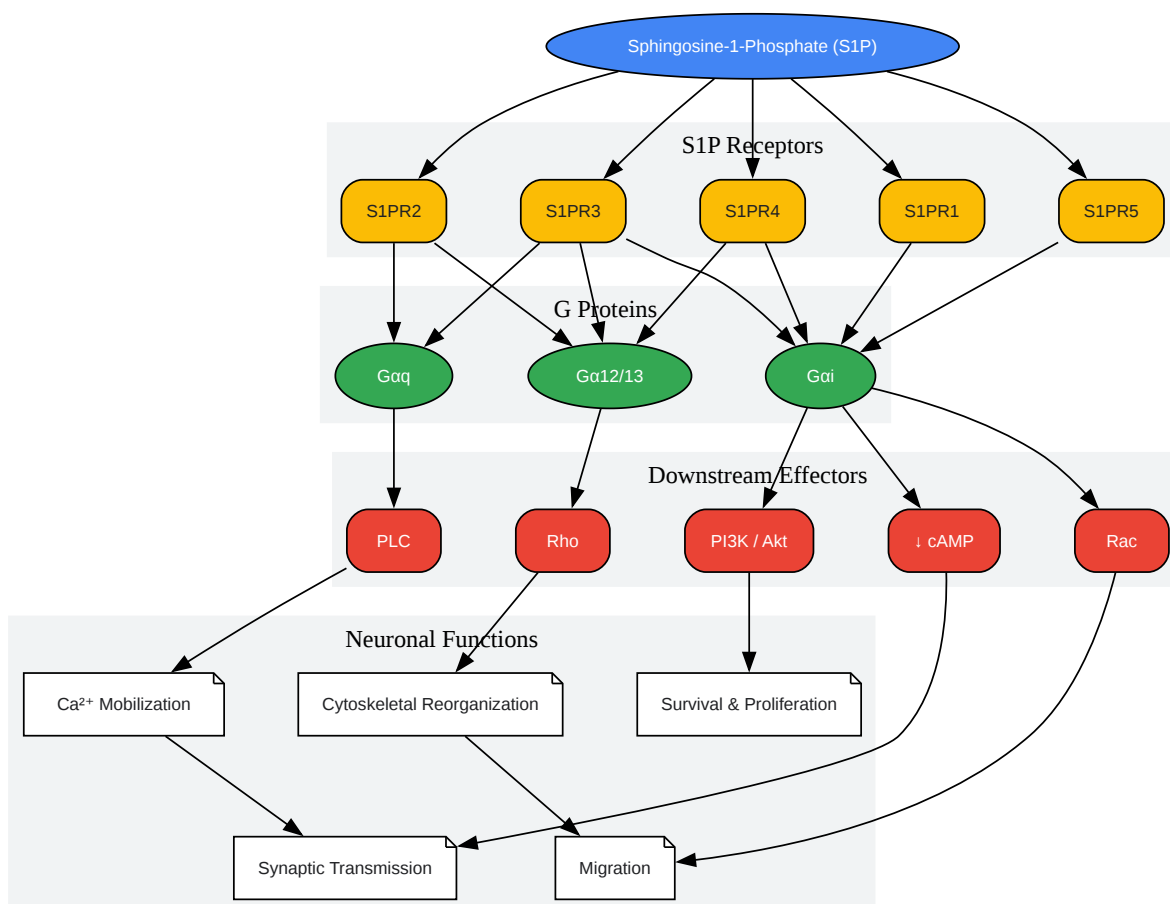 Sphingosine-1-Phosphate (S1P)
S1P Receptors
S1PR2
S1PR3
S1PR4
S1PR1
S1PR5
G Proteins
Gαq
Gα12/13
Gαi
Downstream Effectors
PLC
Rho
PI3K / Akt
↓ cAMP
Rac
Neuronal Functions
Ca²⁺ Mobilization
Cytoskeletal Reorganization
Survival & Proliferation
Synaptic Transmission
Migration